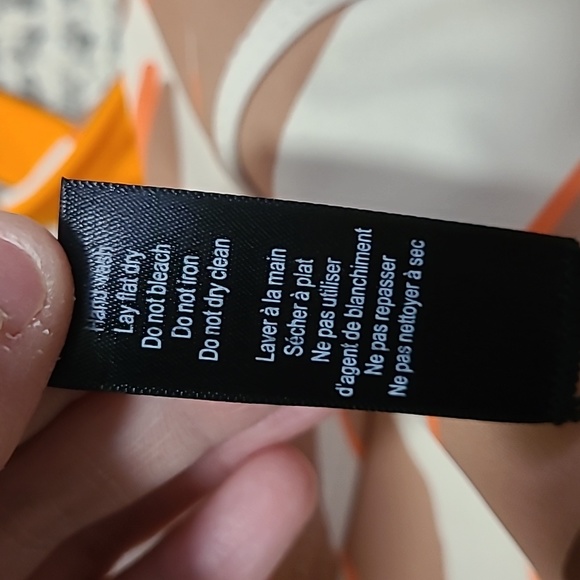 Hand wash
Lay flat dry
Do not bleach
Do not iron
Do not dry clean
Laver à la main
Sécher à plat
Ne pas utiliser
d'agent de blanchiment
Ne pas repasser
Ne pas nettoyer à sec